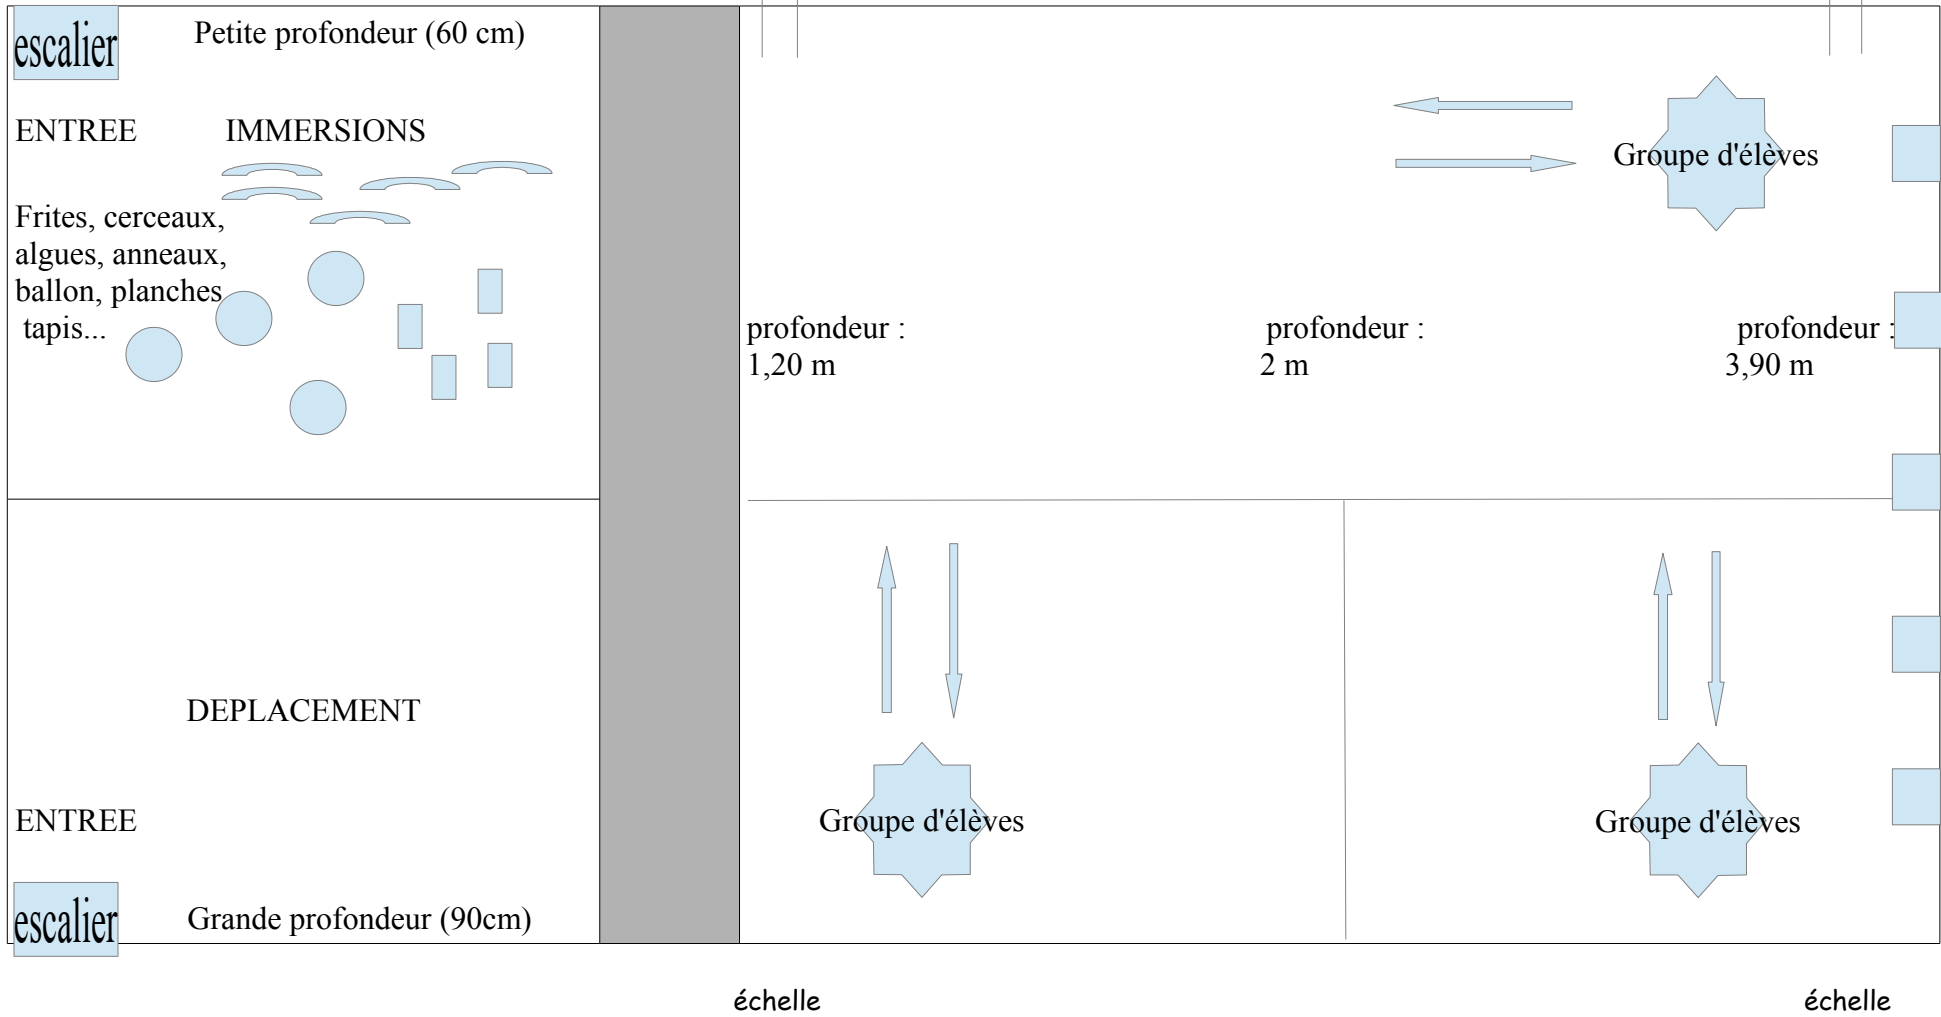 escalier
Petite profondeur (60 cm)
ENTREE
IMMERSIONS
Groupe d'élèves
Frites, cerceaux,
algues, anneaux,
ballon, planches
tapis...
profondeur :
1,20 m
profondeur :
2 m
profondeur :
3,90 m
DEPLACEMENT
ENTREE
Groupe d'élèves
Groupe d'élèves
escalier
Grande profondeur (90cm)
échelle
échelle